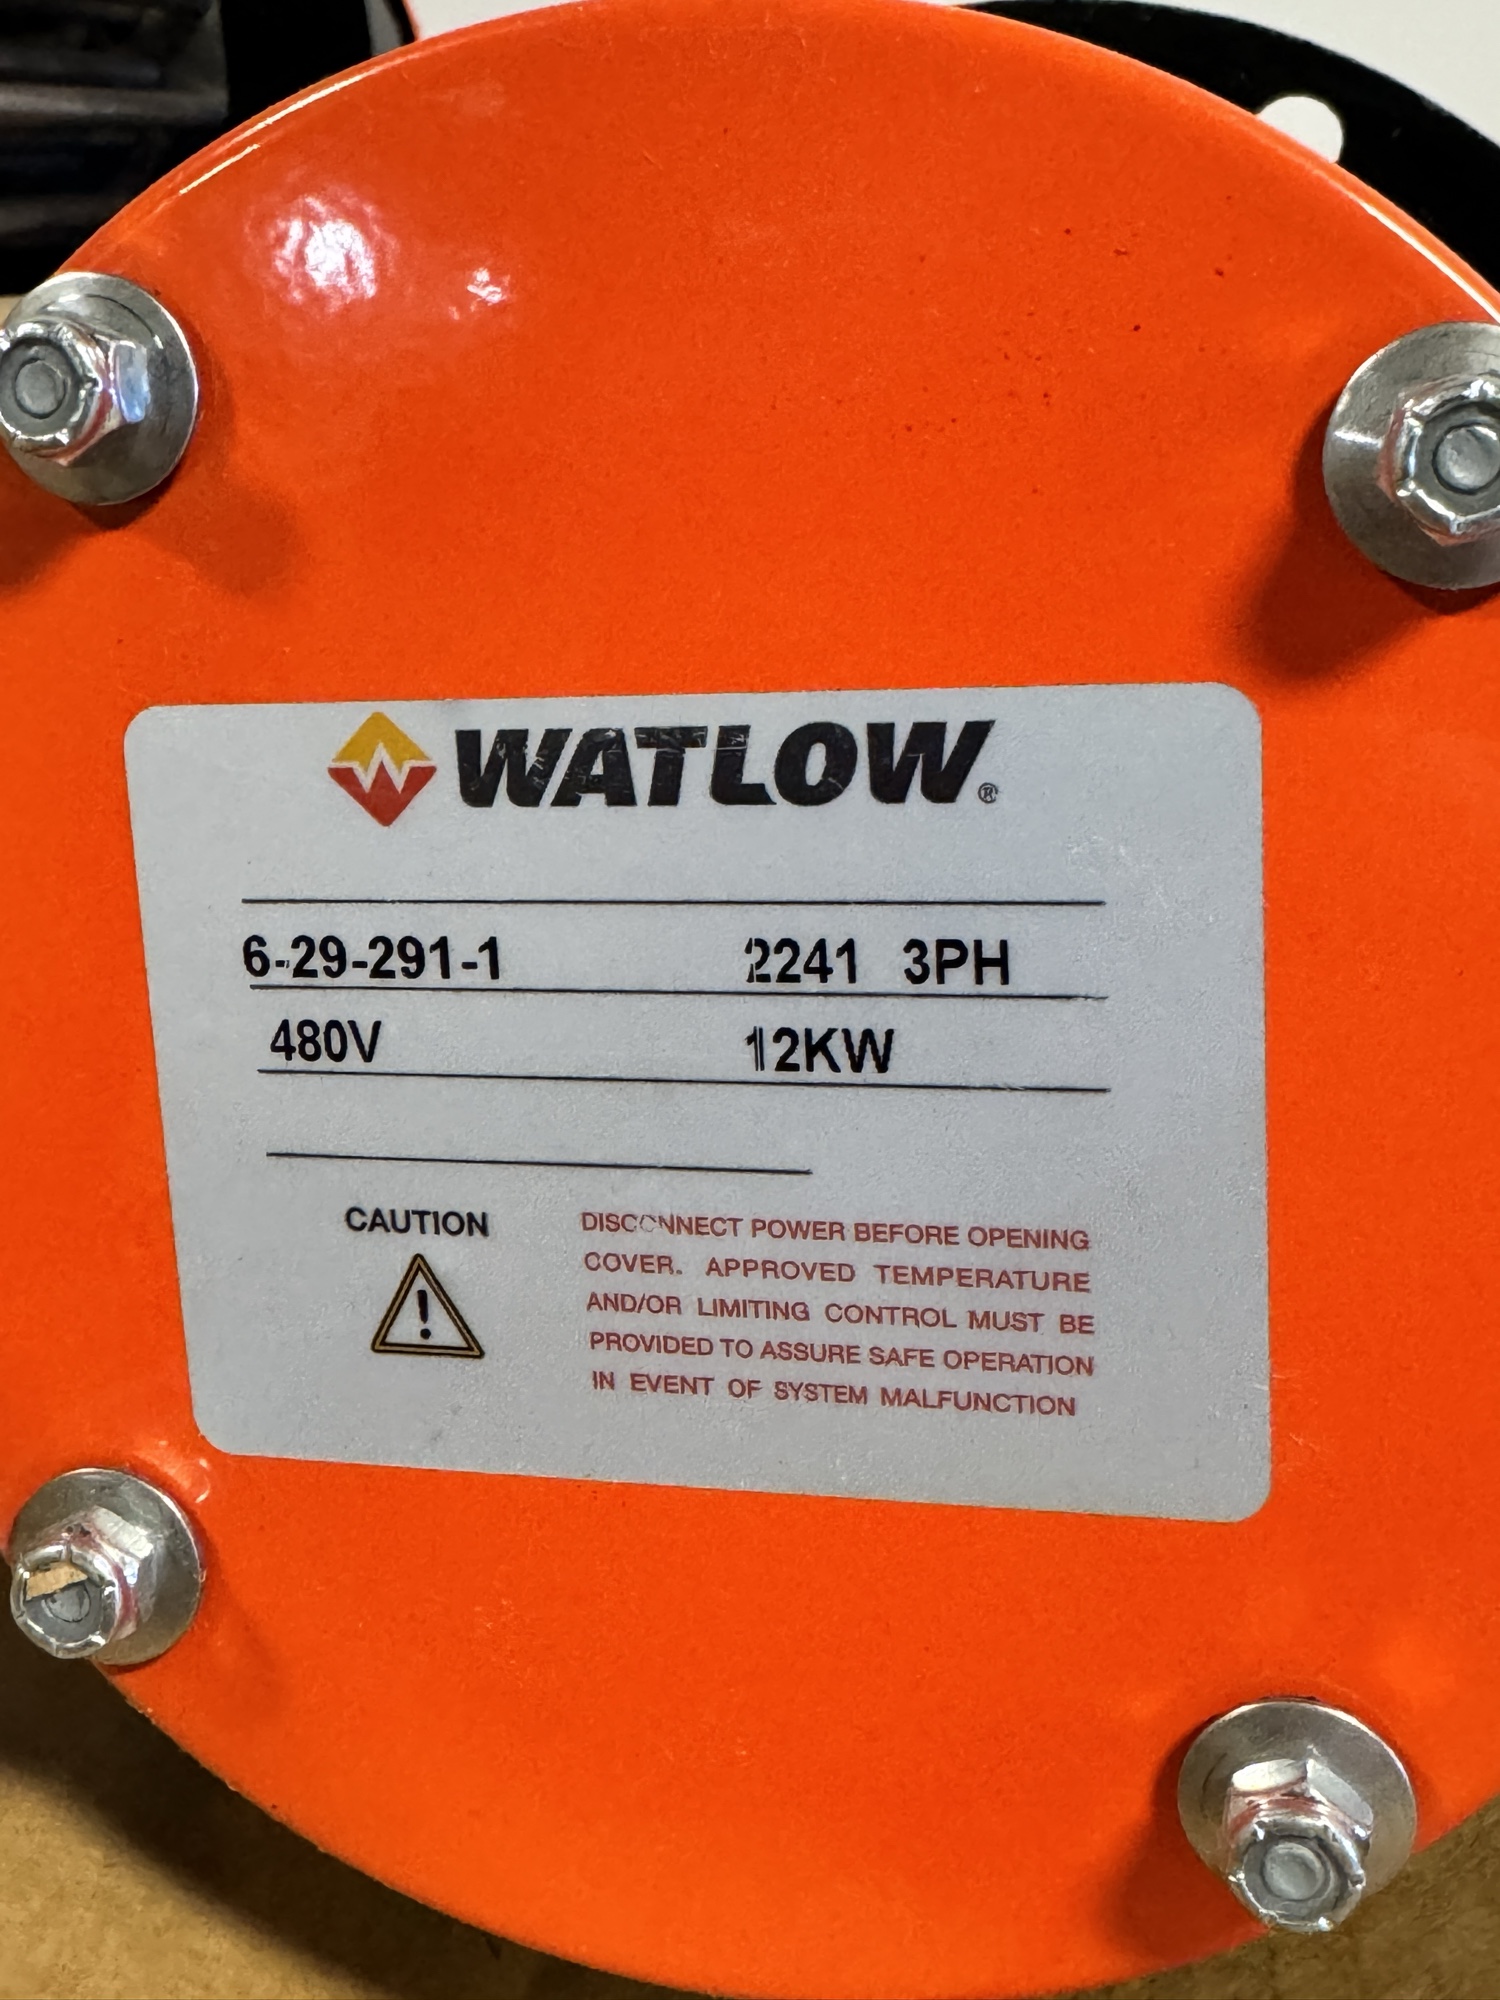 WATLOW®
6-29-291-1 2241 3PH
480V 12KW
CAUTION
!
DISCONNECT POWER BEFORE OPENING
COVER. APPROVED TEMPERATURE
AND/OR LIMITING CONTROL MUST BE
PROVIDED TO ASSURE SAFE OPERATION
IN EVENT OF SYSTEM MALFUNCTION